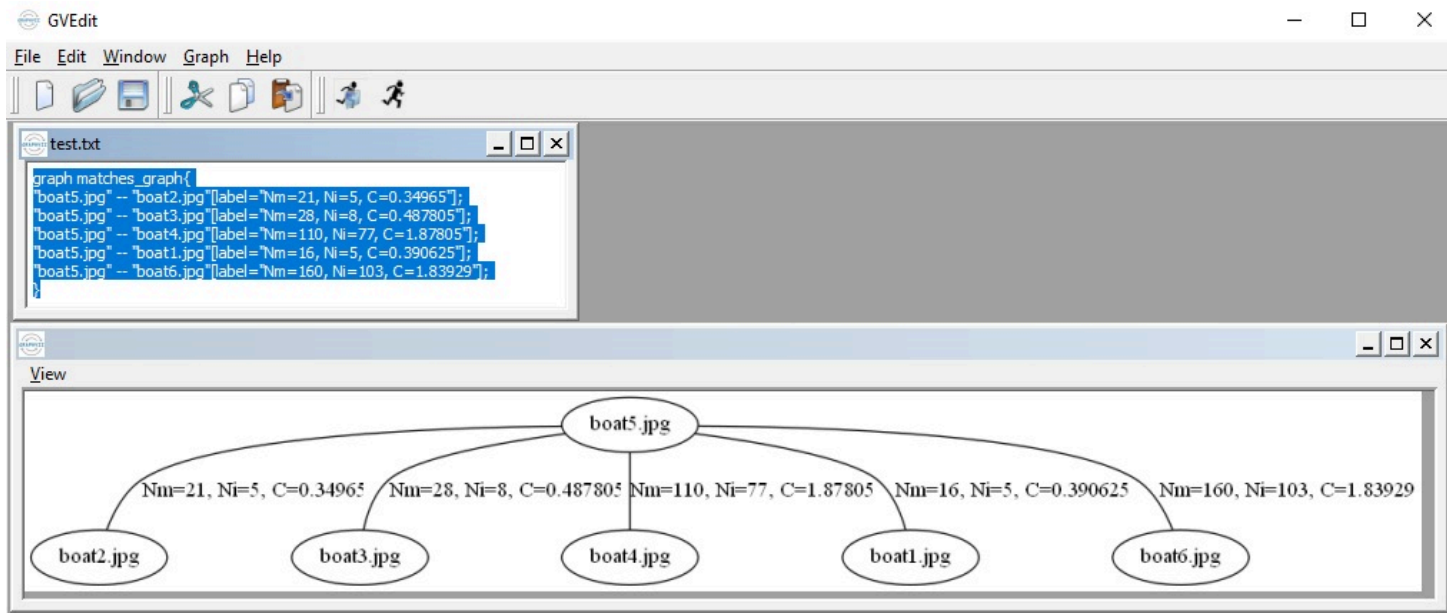 GVEdit
File Edit Window Graph Help
test.txt
graph matches_graph{
"boat5.jpg" -- "boat2.jpg"[label="Nm=21, Ni=5, C=0.34965"];
"boat5.jpg" -- "boat3.jpg"[label="Nm=28, Ni=8, C=0.487805"];
"boat5.jpg" -- "boat4.jpg"[label="Nm=110, Ni=77, C=1.87805"];
"boat5.jpg" -- "boat1.jpg"[label="Nm=16, Ni=5, C=0.390625"];
"boat5.jpg" -- "boat6.jpg"[label="Nm=160, Ni=103, C=1.83929"];
}
View
boat5.jpg
Nm=21, Ni=5, C=0.34965 Nm=28, Ni=8, C=0.487805 Nm=110, Ni=77, C=1.87805 Nm=16, Ni=5, C=0.390625 Nm=160, Ni=103, C=1.83929
boat2.jpg boat3.jpg boat4.jpg boat1.jpg boat6.jpg